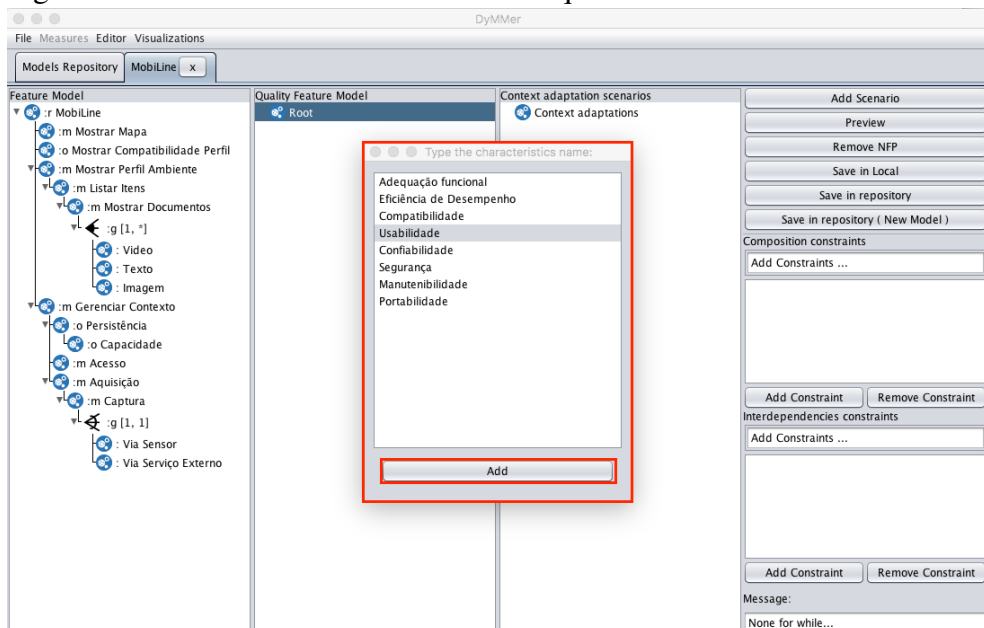 DyMMer
File Measures Editor Visualizations
Models Repository
MobiLine x
Feature Model
:r MobiLine
:m Mostrar Mapa
:o Mostrar Compatibilidade Perfil
:m Mostrar Perfil Ambiente
:m Listar Itens
:m Mostrar Documentos
:g [1, *]
: Video
: Texto
: Imagem
:m Gerenciar Contexto
:o Persistência
:o Capacidade
:m Acesso
:m Aquisição
:m Captura
:g [1, 1]
: Via Sensor
: Via Serviço Externo
Quality Feature Model
Root
Context adaptation scenarios
Context adaptations
Type the characteristics name:
Adequação funcional
Eficiência de Desempenho
Compatibilidade
Usabilidade
Confiabilidade
Segurança
Manutenibilidade
Portabilidade
Add
Add Scenario
Preview
Remove NFP
Save in Local
Save in repository
Save in repository ( New Model )
Composition constraints
Add Constraints ...
Add Constraint Remove Constraint
Interdependencies constraints
Add Constraints ...
Add Constraint Remove Constraint
Message:
None for while...